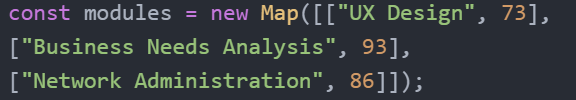 const modules = new Map([["UX Design", 73],
["Business Needs Analysis", 93],
["Network Administration", 86]]);